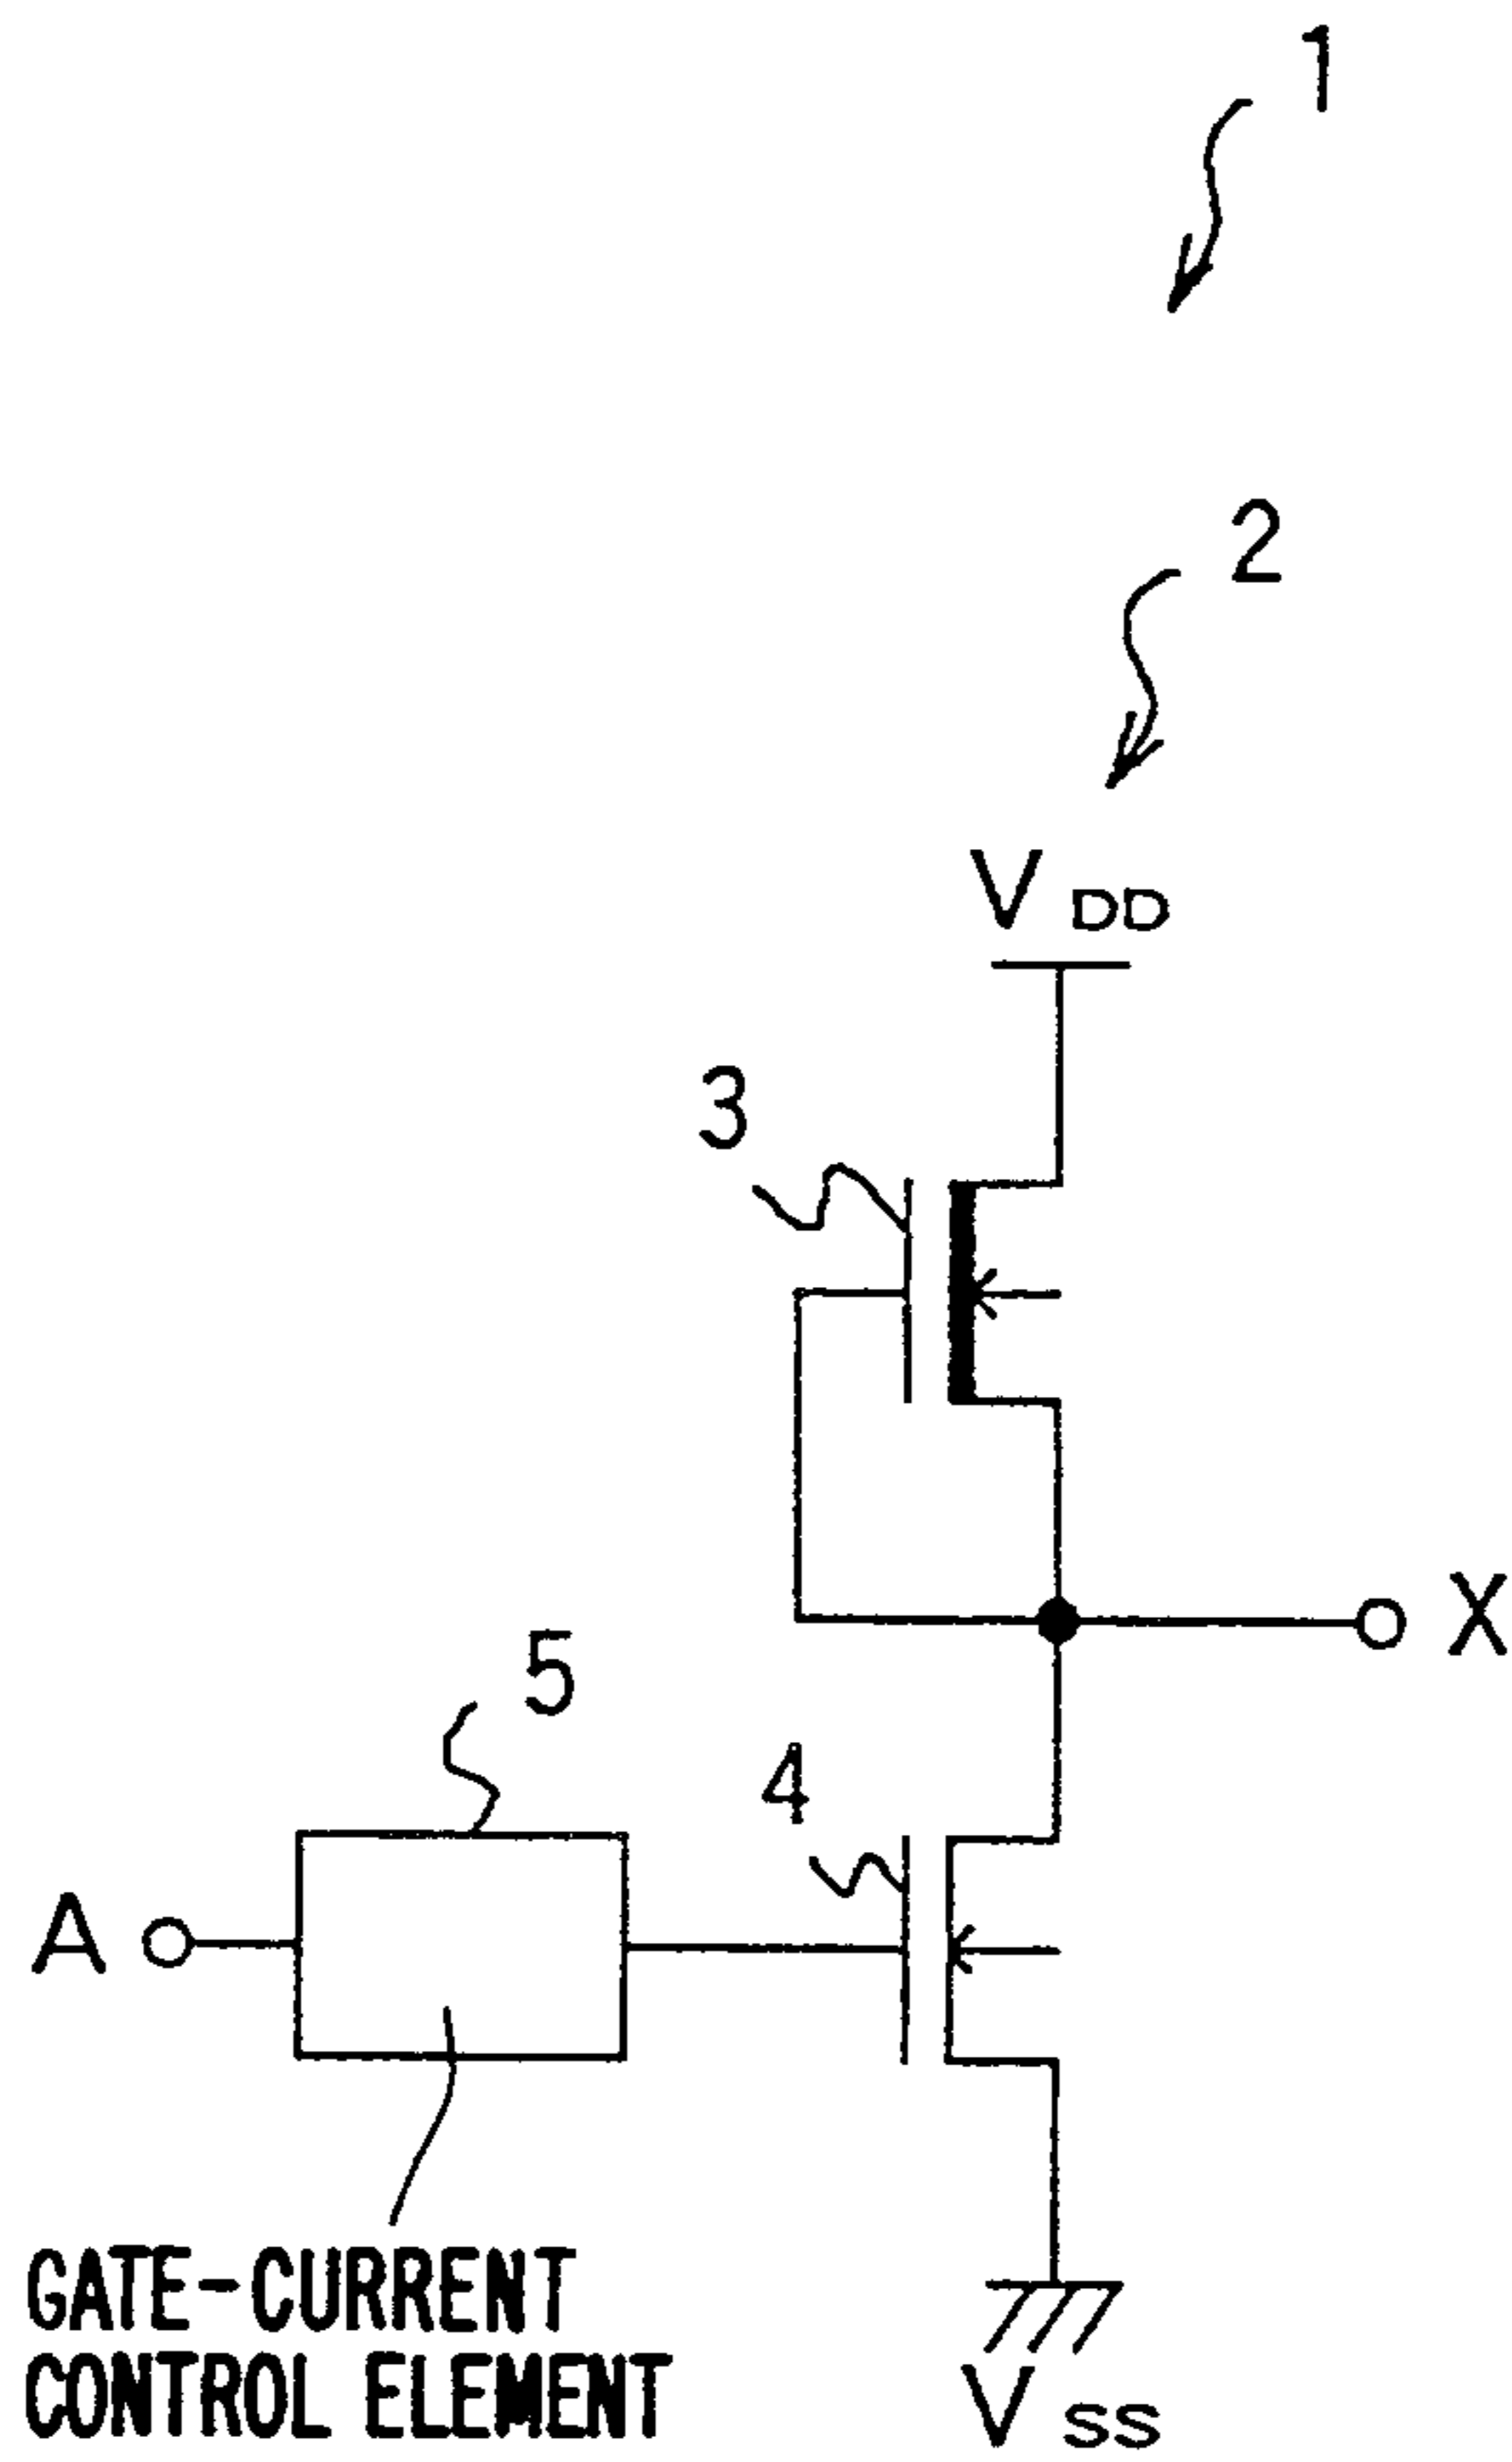 1
2
V DD
3
X
5
4
A
GATE-CURRENT
CONTROL ELEMENT
V SS